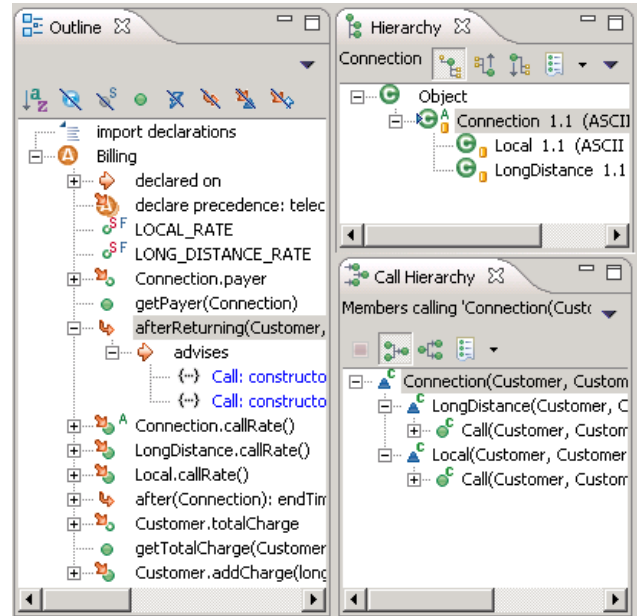 Outline
import declarations
Billing
declared on
declare precedence: telec
LOCAL_RATE
LONG_DISTANCE_RATE
Connection.payer
getPayer(Connection)
afterReturning(Customer,
advises
Call: constructo
Call: constructo
Connection.callRate()
LongDistance.callRate()
Local.callRate()
after(Connection): endTim
Customer.totalCharge
getTotalCharge(Customer
Customer.addCharge(long
Hierarchy
Connection
Object
Connection 1.1 (ASCII
Local 1.1 (ASCII
LongDistance 1.1
Call Hierarchy
Members calling 'Connection(Custo
Connection(Customer, Custom
LongDistance(Customer, C
Call(Customer, Custom
Local(Customer, Customer
Call(Customer, Custom